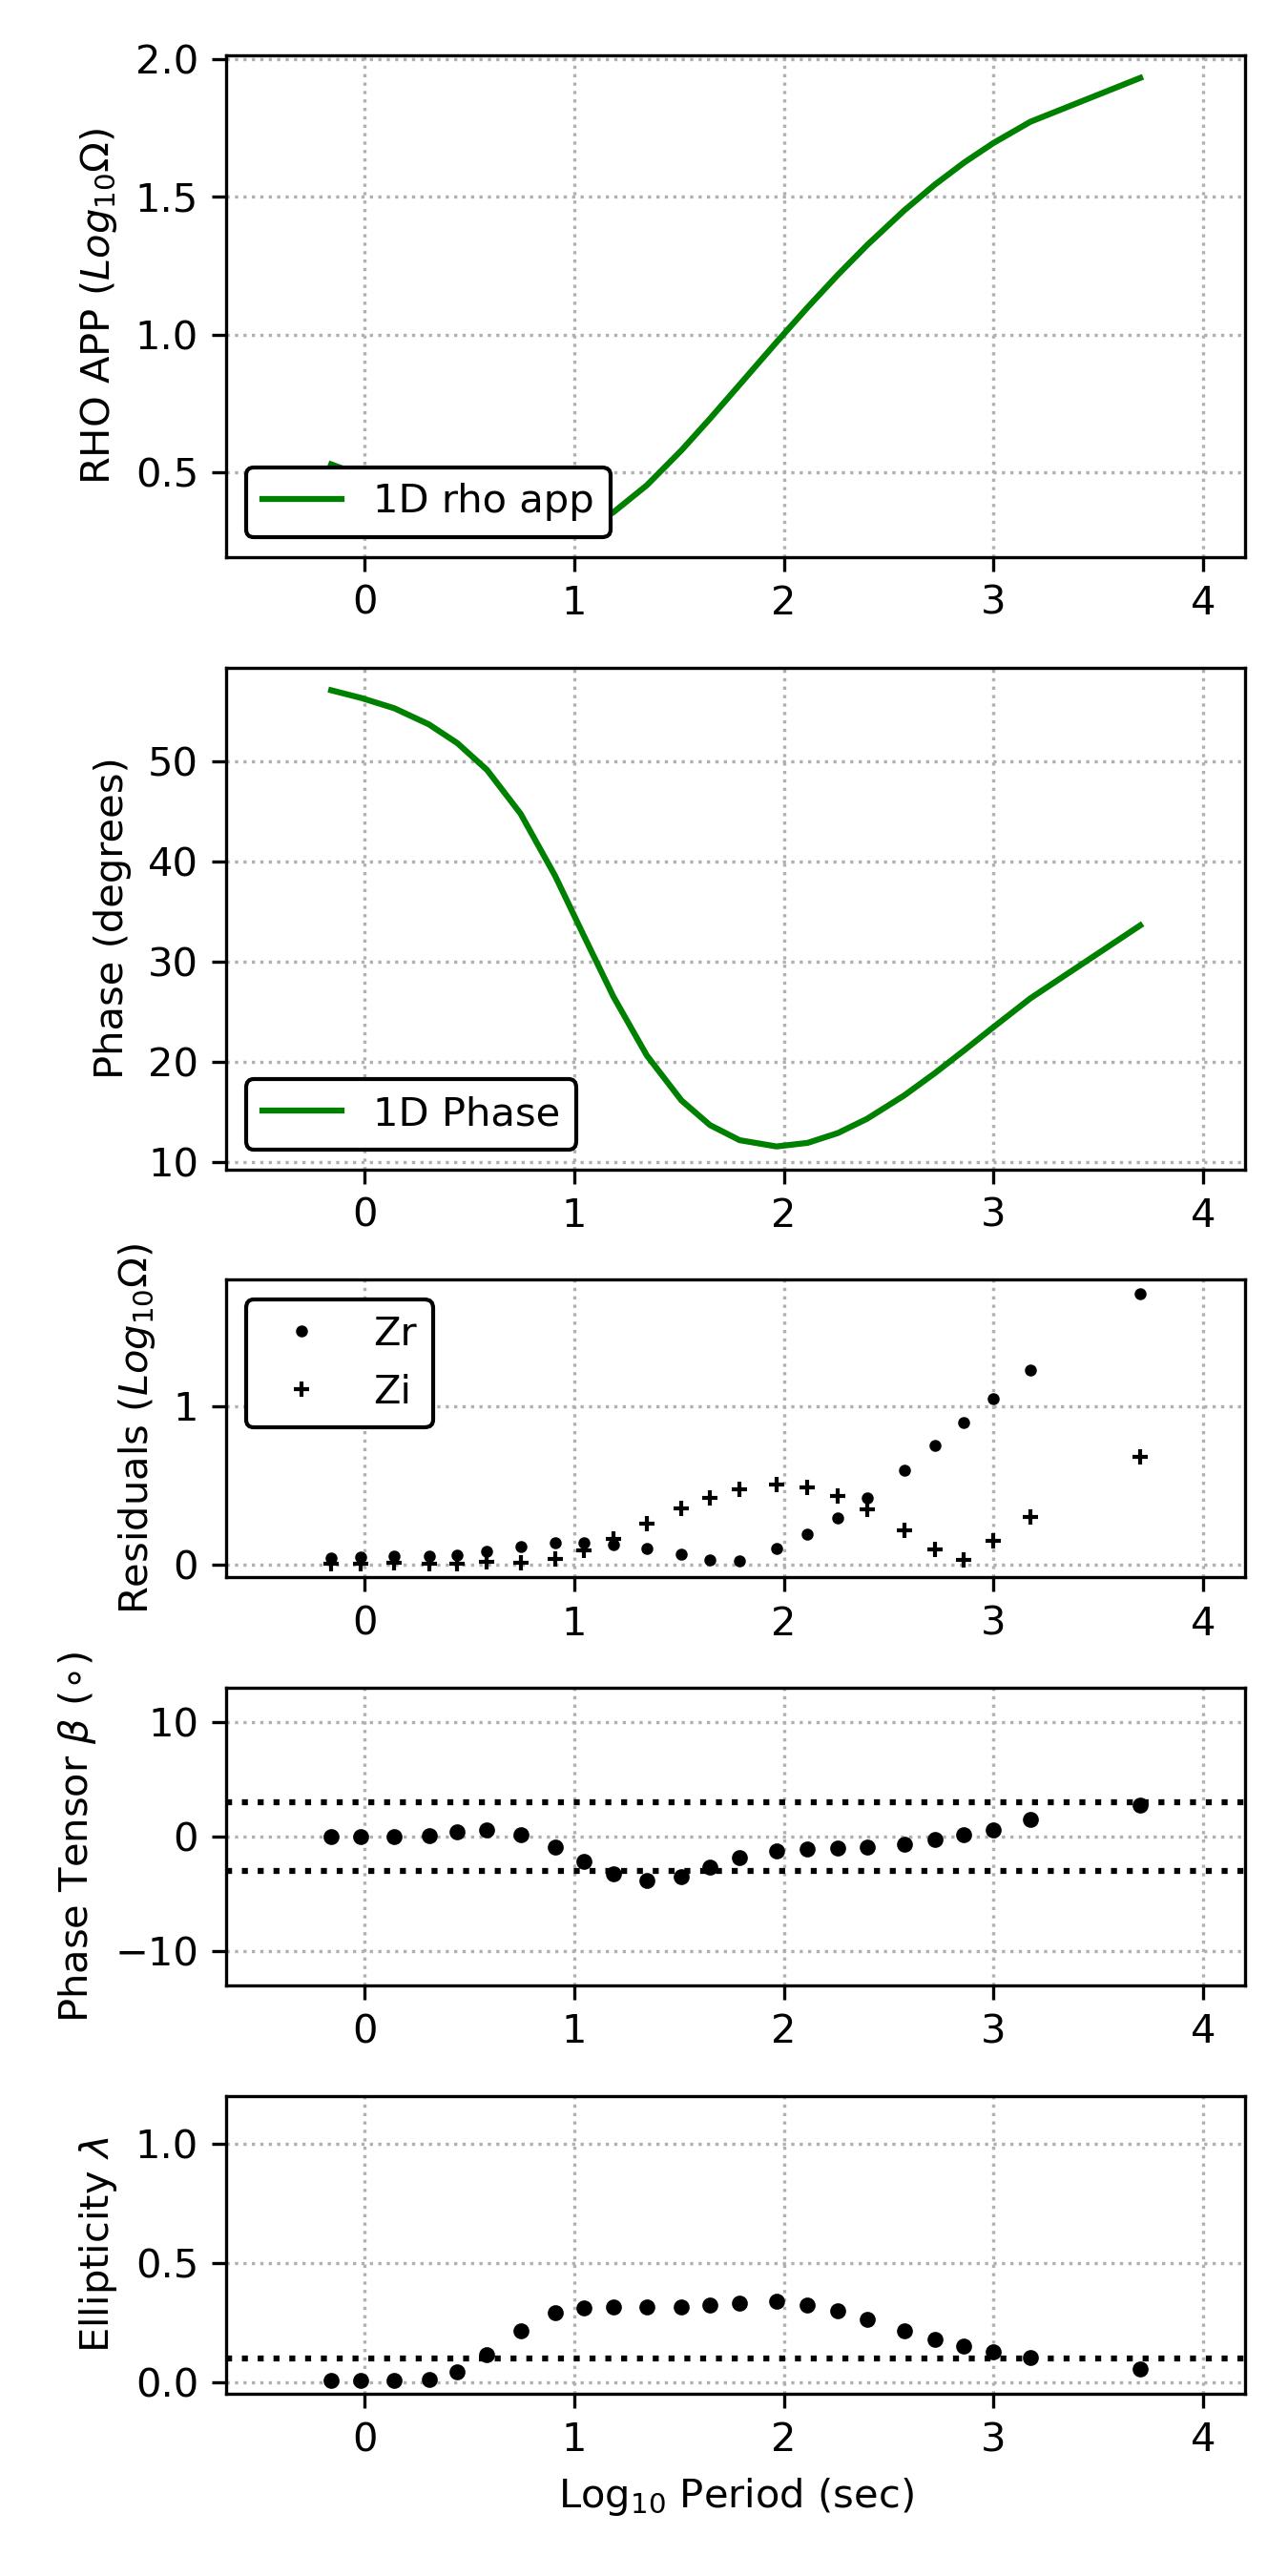 RHO APP (Log₁₀Ω)
2.0
1.5
1.0
0.5
1D rho app
0 1 2 3 4
Phase (degrees)
50
40
30
20
10
1D Phase
0 1 2 3 4
Residuals (Log₁₀Ω)
1
0
Zr
Zi
0 1 2 3 4
Phase Tensor β (∘)
10
0
−10
0 1 2 3 4
Ellipticity λ
1.0
0.5
0.0
0 1 2 3 4
Log₁₀ Period (sec)